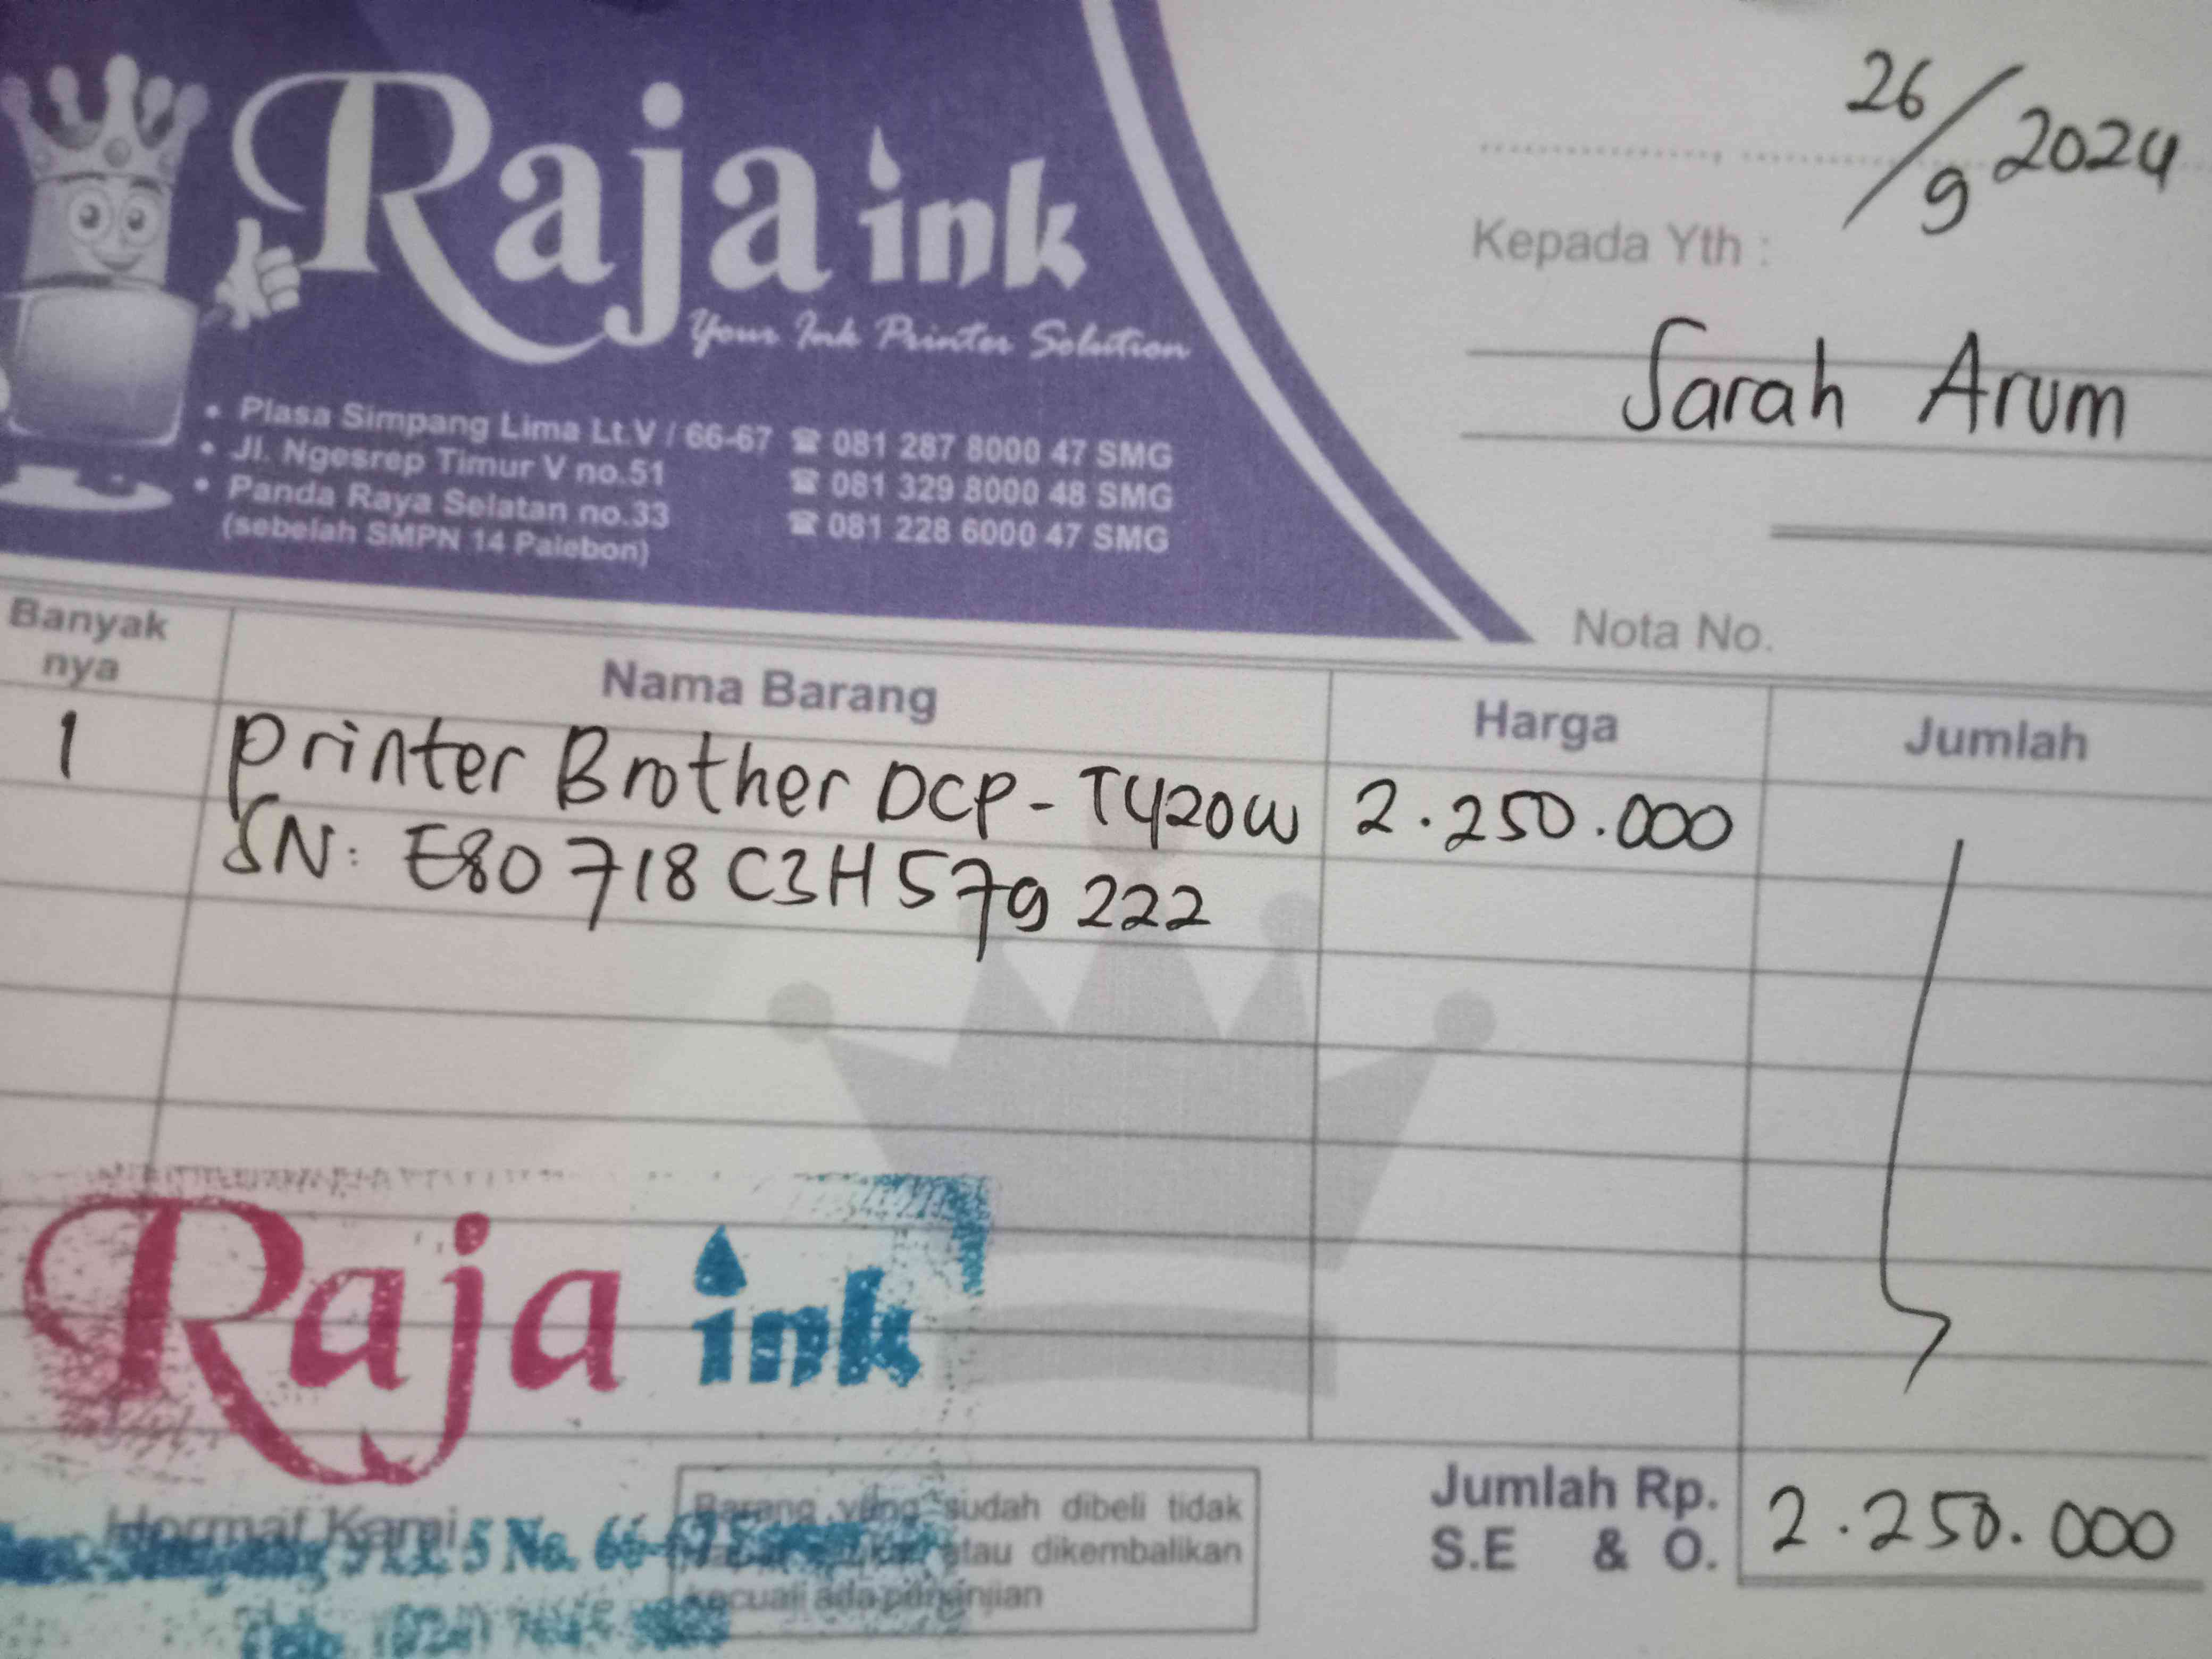 Raja ink
Your Ink Printer Solution
• Plasa Simpang Lima Lt.V / 66-67 ☎ 081 287 8000 47 SMG
• Jl. Ngesrep Timur V no.51 ☎ 081 329 8000 48 SMG
• Panda Raya Selatan no.33 ☎ 081 228 6000 47 SMG
(sebelah SMPN 14 Palebon)
26/9 2024
Kepada Yth :
Sarah Arum
Nota No.
Banyak nya Nama Barang Harga Jumlah
1 Printer Brother DCP-T420W 2.250.000
SN: E80718C3H579222
Raja ink
Hormat Kami,
5 No. 66-67
Barang yang sudah dibeli tidak
atau dikembalikan
kecuali ada perjanjian
Jumlah Rp. 2.250.000
S.E & O.